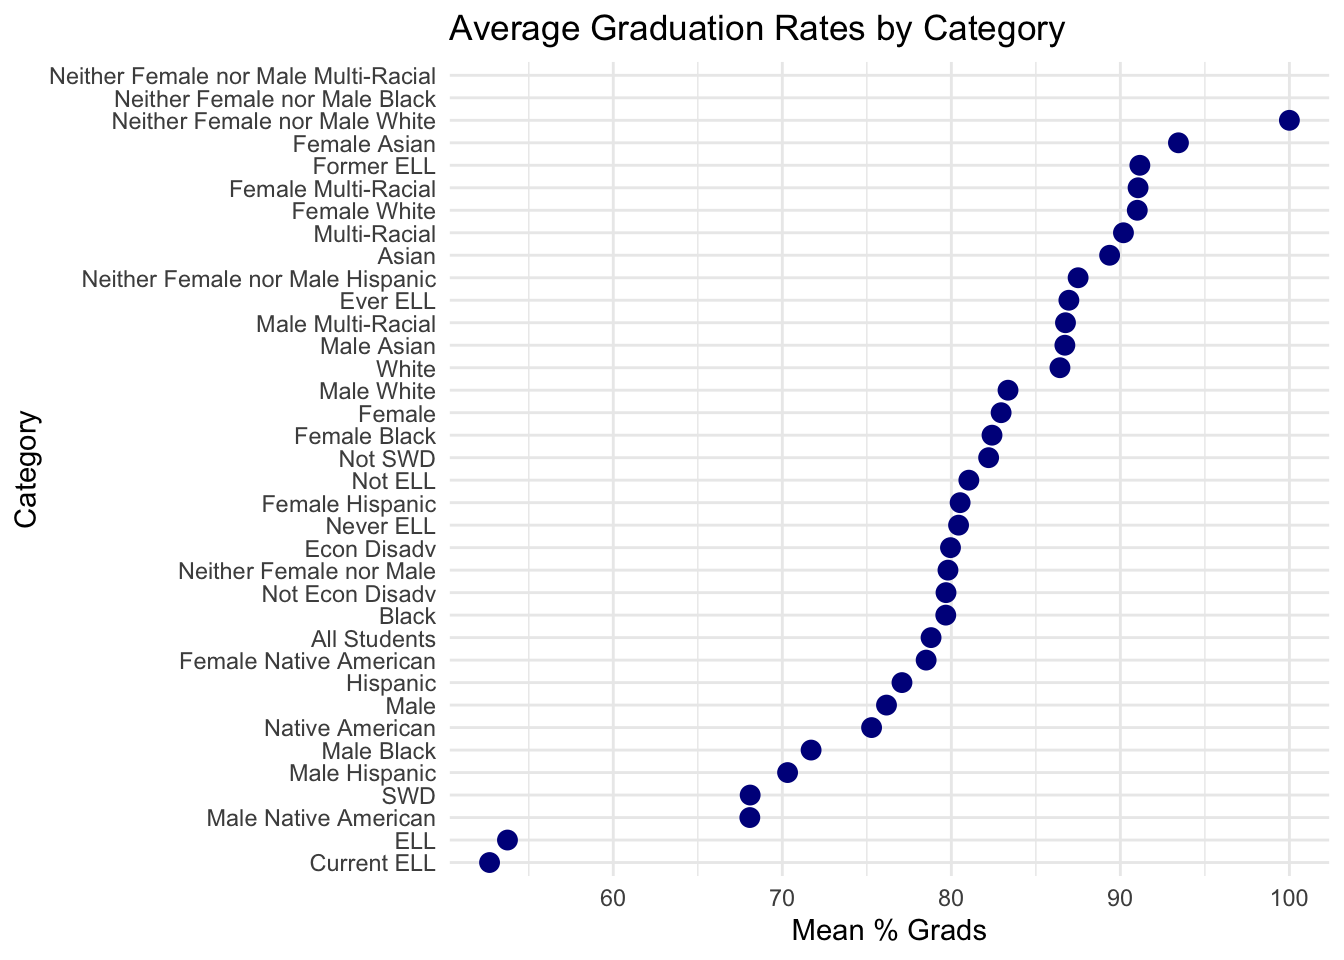 Average Graduation Rates by Category
Neither Female nor Male Multi-Racial
Neither Female nor Male Black
Neither Female nor Male White
Female Asian
Former ELL
Female Multi-Racial
Female White
Multi-Racial
Asian
Neither Female nor Male Hispanic
Ever ELL
Male Multi-Racial
Male Asian
White
Male White
Female
Female Black
Not SWD
Not ELL
Female Hispanic
Never ELL
Econ Disadv
Neither Female nor Male
Not Econ Disadv
Black
All Students
Female Native American
Hispanic
Male
Native American
Male Black
Male Hispanic
SWD
Male Native American
ELL
Current ELL
Category
60 70 80 90 100
Mean % Grads